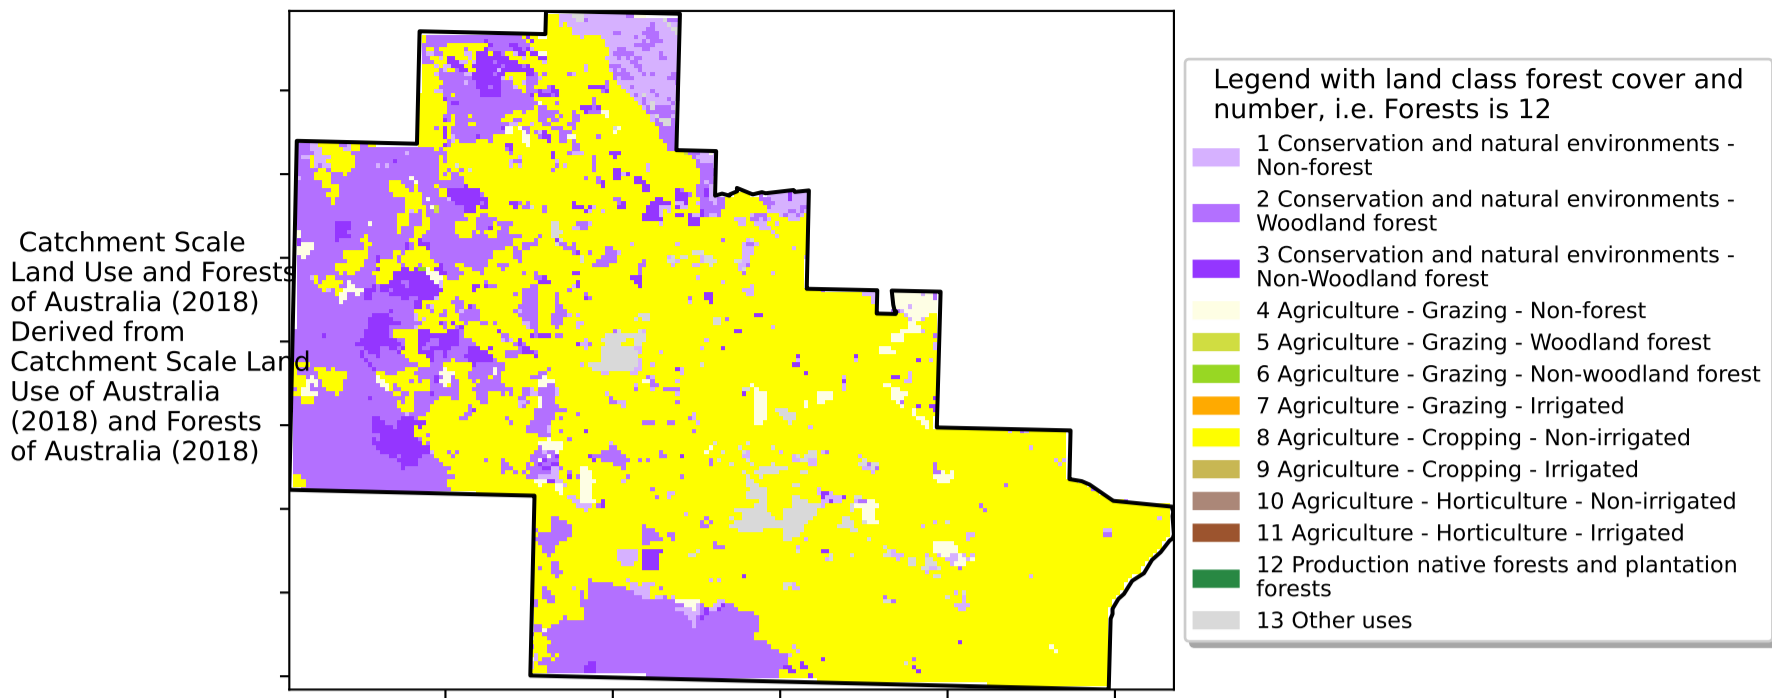 Catchment Scale
Land Use and Forests
of Australia (2018)
Derived from
Catchment Scale Land
Use of Australia
(2018) and Forests
of Australia (2018)
Legend with land class forest cover and
number, i.e. Forests is 12
1 Conservation and natural environments -
Non-forest
2 Conservation and natural environments -
Woodland forest
3 Conservation and natural environments -
Non-Woodland forest
4 Agriculture - Grazing - Non-forest
5 Agriculture - Grazing - Woodland forest
6 Agriculture - Grazing - Non-woodland forest
7 Agriculture - Grazing - Irrigated
8 Agriculture - Cropping - Non-irrigated
9 Agriculture - Cropping - Irrigated
10 Agriculture - Horticulture - Non-irrigated
11 Agriculture - Horticulture - Irrigated
12 Production native forests and plantation
forests
13 Other uses